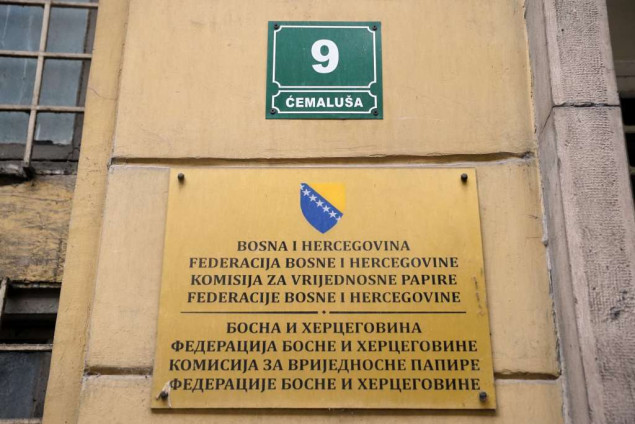 9
ĆEMALUŠA
BOSNA I HERCEGOVINA
FEDERACIJA BOSNE I HERCEGOVINE
KOMISIJA ZA VRIJEDNOSNE PAPIRE
FEDERACIJE BOSNE I HERCEGOVINE
БОСНА И ХЕРЦЕГОВИНА
ФЕДЕРАЦИЈА БОСНЕ И ХЕРЦЕГОВИНЕ
КОМИСИЈА ЗА ВРИЈЕДНОСНЕ ПАПИРЕ
ФЕДЕРАЦИЈЕ БОСНЕ И ХЕРЦЕГОВИНЕ